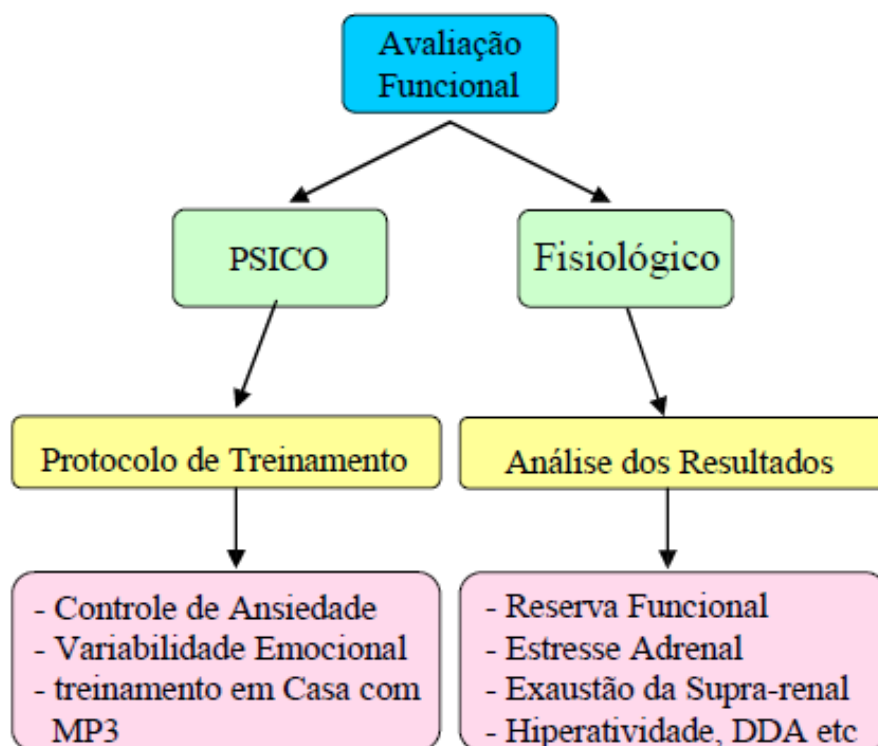 Avaliação
Funcional
PSICO
Fisiológico
Protocolo de Treinamento
Análise dos Resultados
- Controle de Ansiedade
- Variabilidade Emocional
- treinamento em Casa com
MP3
- Reserva Funcional
- Estresse Adrenal
- Exaustão da Supra-renal
- Hiperatividade, DDA etc